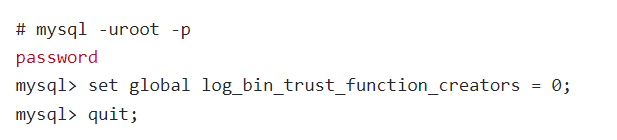 # mysql -uroot -p
password
mysql> set global log_bin_trust_function_creators = 0;
mysql> quit;